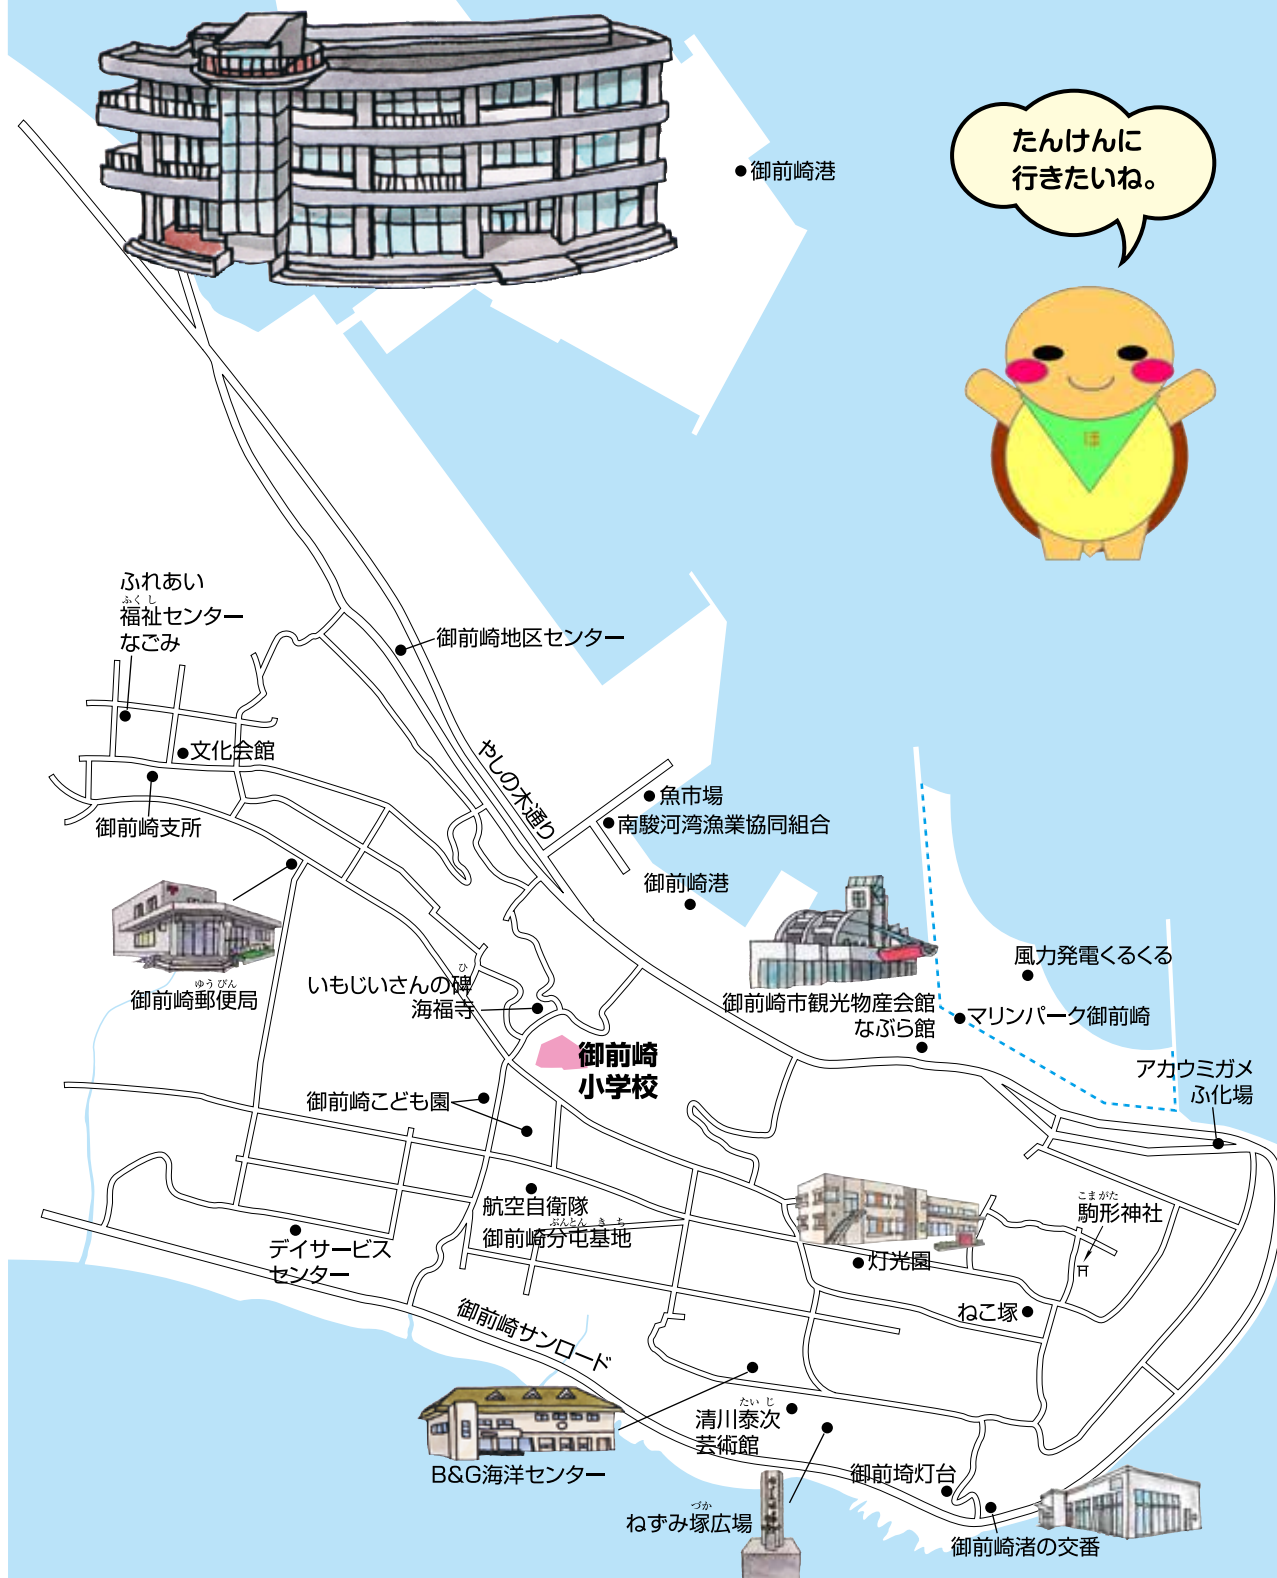 たんけんに
行きたいね。
御前崎港
ほ
ふれあい
福祉センター
ふくし
なごみ
御前崎地区センター
文化会館
御前崎支所
やしの木通り
魚市場
南駿河湾漁業協同組合
御前崎港
風力発電くるくる
御前崎市観光物産会館
なぶら館
マリンパーク御前崎
アカウミガメ
ふ化場
御前崎郵便局
ゆうびん
いもじいさんの碑
ひ
海福寺
御前崎
小学校
御前崎こども園
航空自衛隊
御前崎分屯基地
ぶんとんきち
駒形神社
こまがた
デイサービス
センター
灯光園
ねこ塚
御前崎サンロード
清川泰次
たいじ
芸術館
B&G海洋センター
御前埼灯台
ねずみ塚広場
づか
御前崎渚の交番